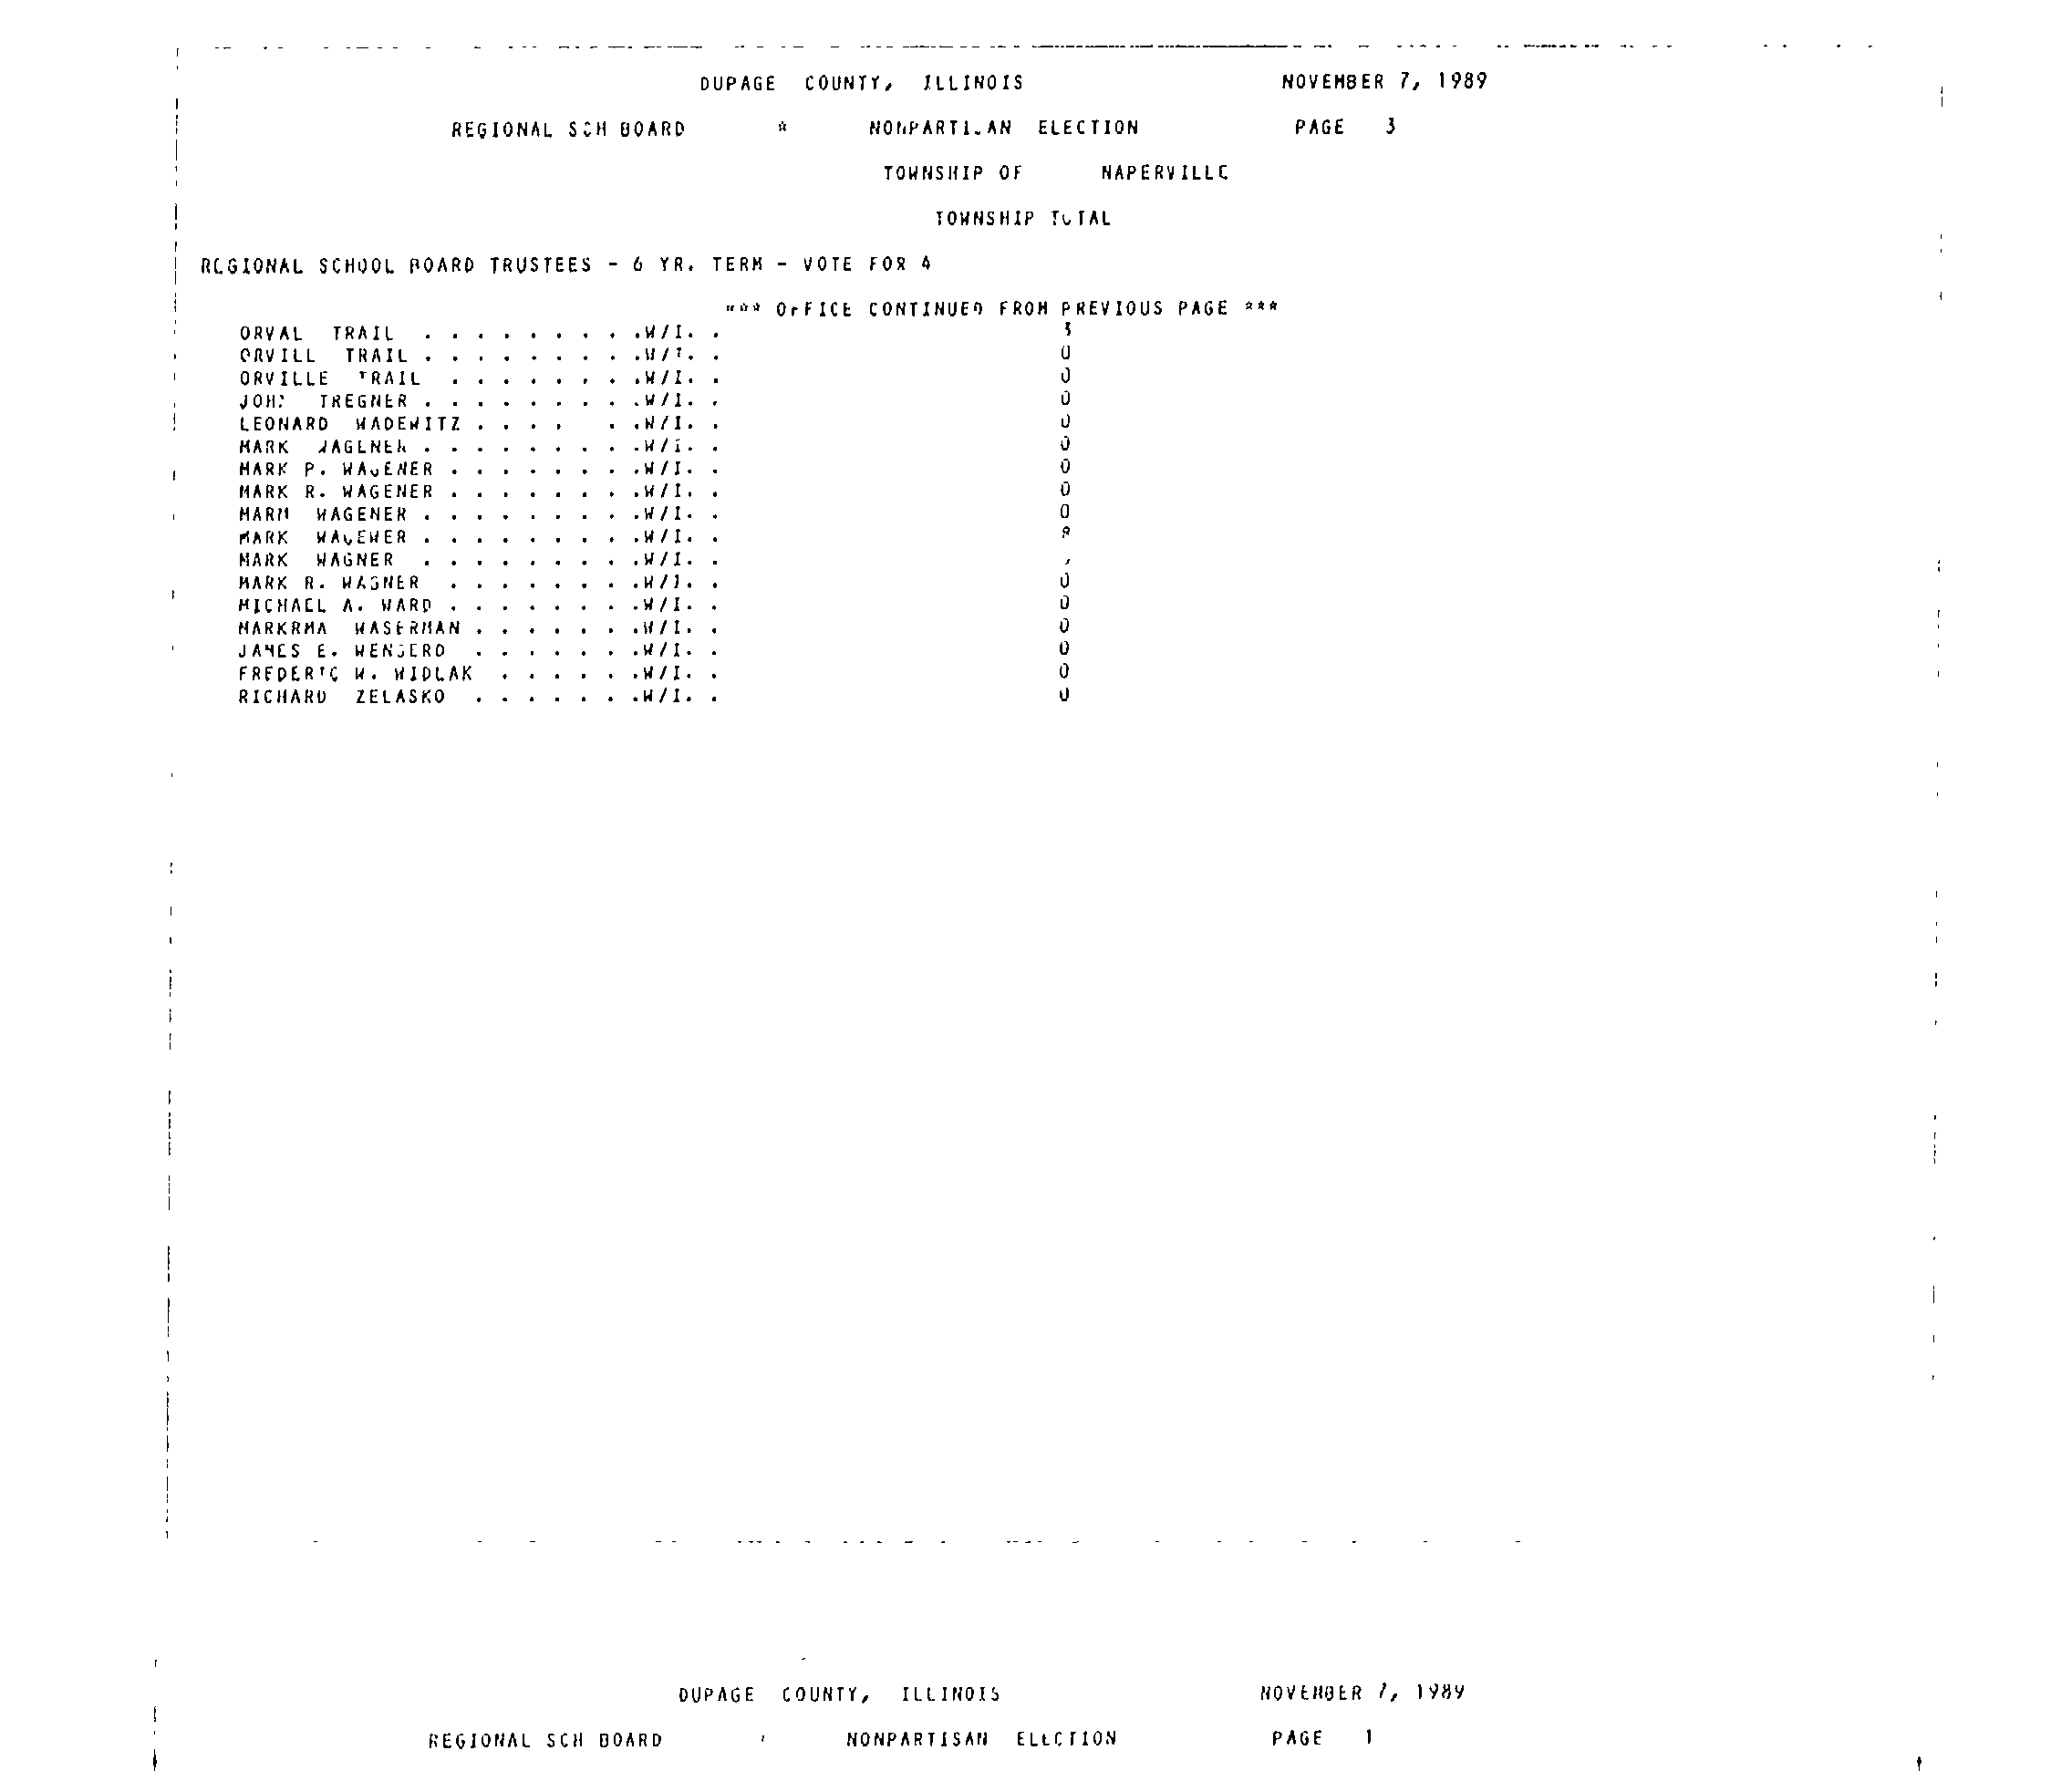 DUPAGE COUNTY, ILLINOIS NOVEMBER 7, 1989
REGIONAL SCH BOARD * NONPARTISAN ELECTION PAGE 3
TOWNSHIP OF NAPERVILLE
TOWNSHIP TOTAL
REGIONAL SCHOOL BOARD TRUSTEES - 6 YR. TERM - VOTE FOR 4
*** OFFICE CONTINUED FROM PREVIOUS PAGE ***
ORVAL TRAIL . . . . . . . . .W/I. .
ORVILL TRAIL . . . . . . . . .W/I. . 0
ORVILLE TRAIL . . . . . . . .W/I. . 0
JOHN TREGNER . . . . . . . . .W/I. . 0
LEONARD WADEWITZ . . . . . .W/I. . 0
MARK WAGENER . . . . . . . . .W/I. . 0
MARK P. WAGENER . . . . . . . .W/I. . 0
MARK R. WAGENER . . . . . . . .W/I. . 0
MARM WAGENER . . . . . . . . .W/I. . 0
MARK WAGEWER . . . . . . . . .W/I. .
MARK WAGNER . . . . . . . . .W/I. .
MARK R. WAGNER . . . . . . . .W/I. . 0
MICHAEL A. WARD . . . . . . . .W/I. . 0
MARKRMA WASERMAN . . . . . . .W/I. . 0
JAMES E. WENGERD . . . . . . .W/I. . 0
FREDERIC W. WIDLAK . . . . . .W/I. . 0
RICHARD ZELASKO . . . . . . .W/I. . 0
DUPAGE COUNTY, ILLINOIS NOVEMBER 7, 1989
REGIONAL SCH BOARD NONPARTISAN ELECTION PAGE 1